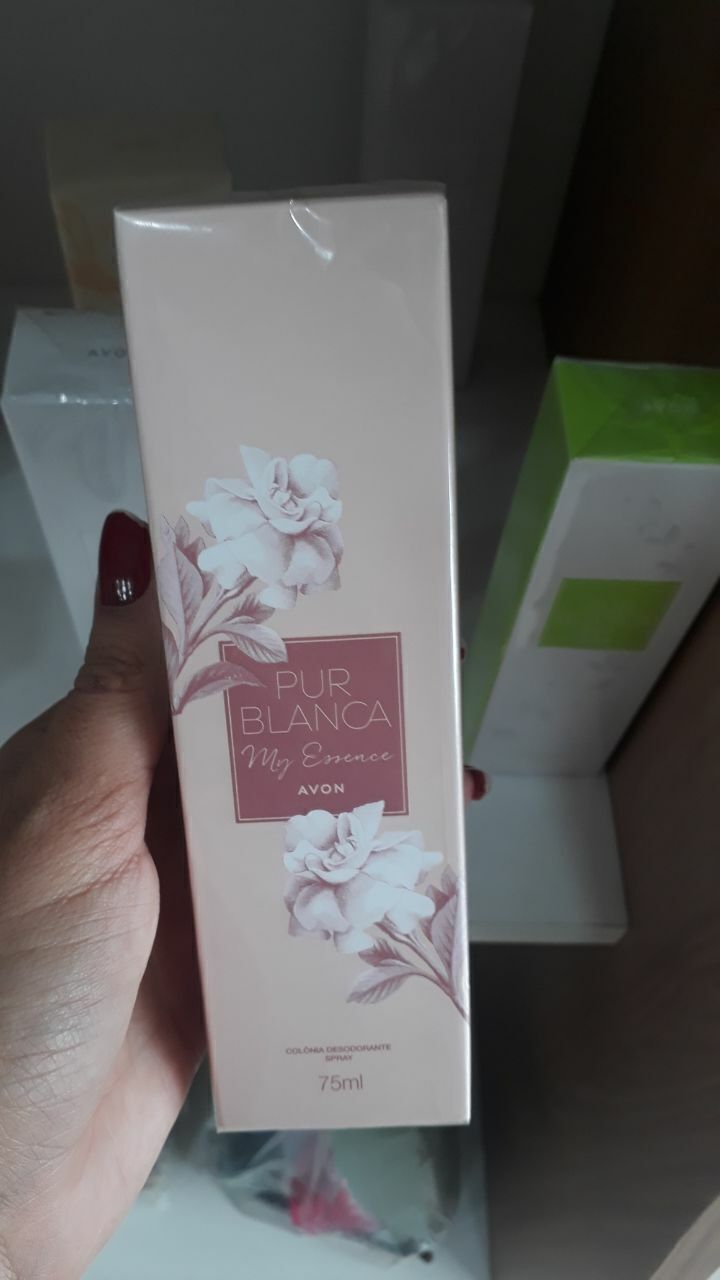 PUR
BLANCA
My Essence
AVON
COLÔNIA DESODORANTE
SPRAY
75ml